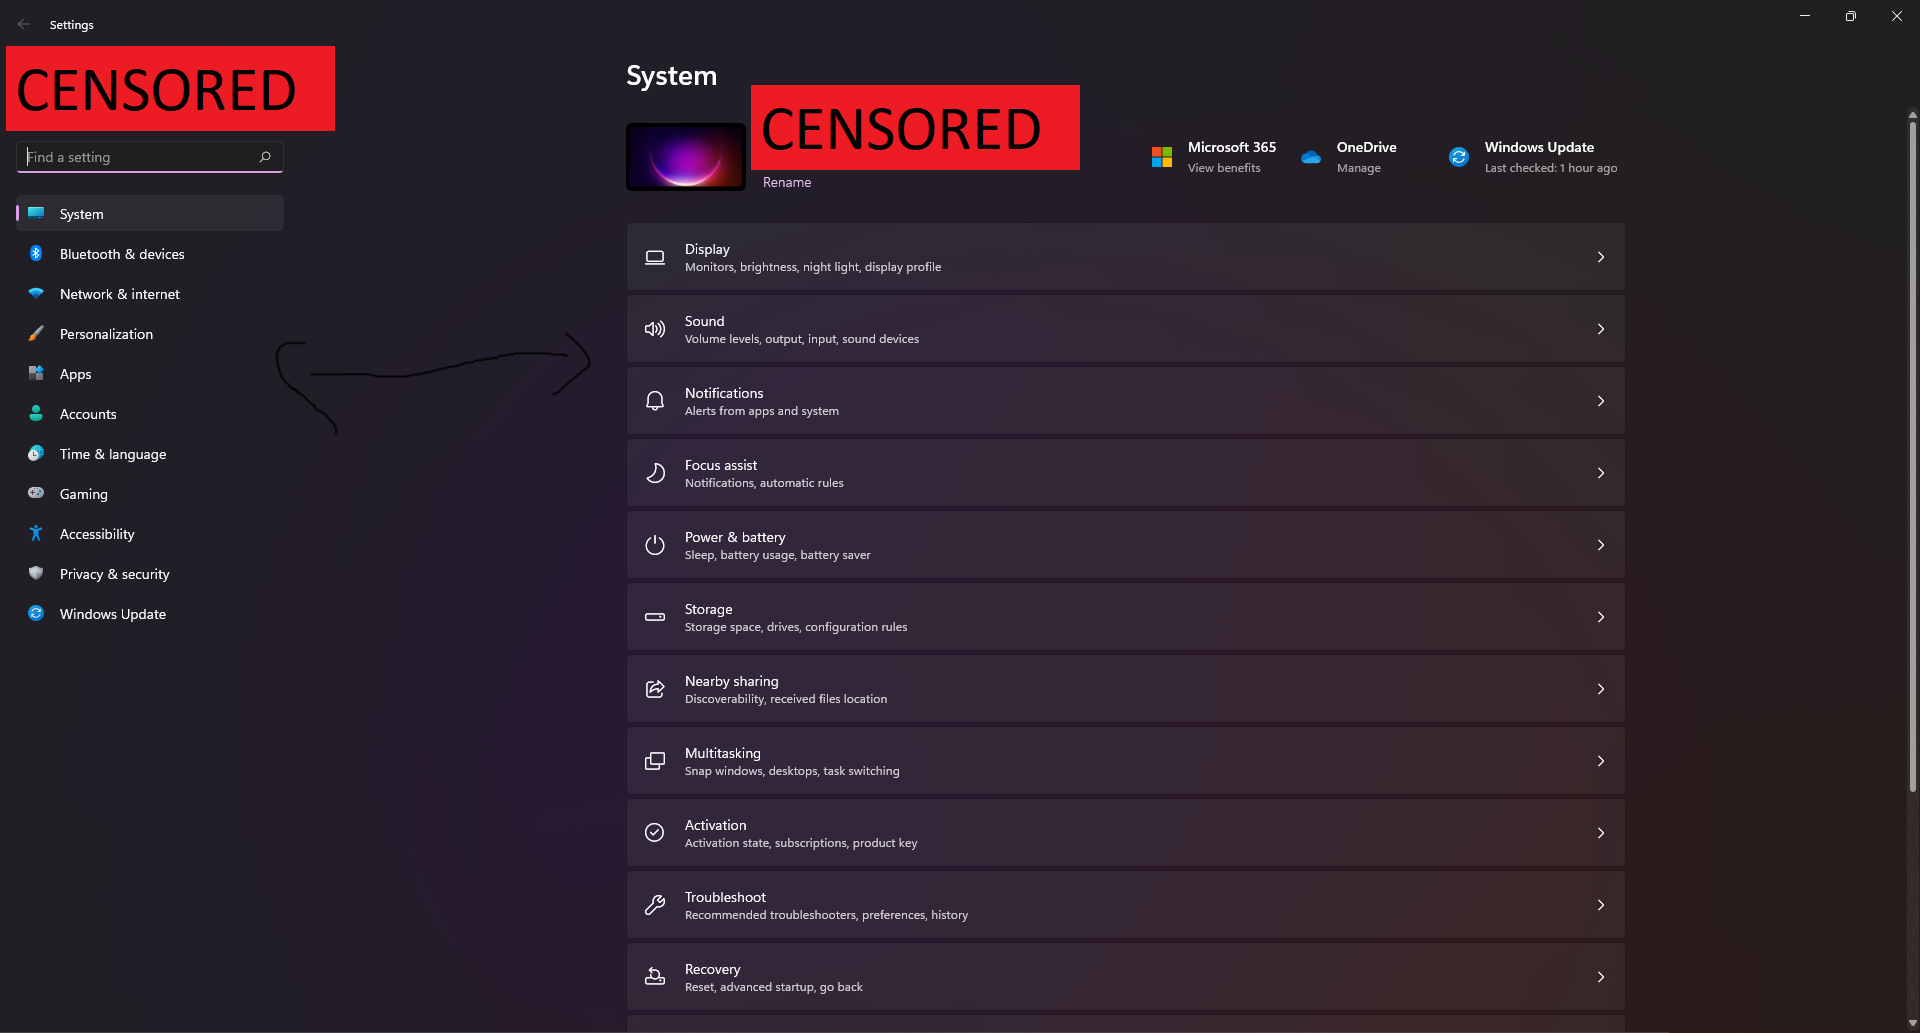 Settings
CENSORED
Find a setting
System
Bluetooth & devices
Network & internet
Personalization
Apps
Accounts
Time & language
Gaming
Accessibility
Privacy & security
Windows Update
System
CENSORED
Rename
Microsoft 365
View benefits
OneDrive
Manage
Windows Update
Last checked: 1 hour ago
Display
Monitors, brightness, night light, display profile
Sound
Volume levels, output, input, sound devices
Notifications
Alerts from apps and system
Focus assist
Notifications, automatic rules
Power & battery
Sleep, battery usage, battery saver
Storage
Storage space, drives, configuration rules
Nearby sharing
Discoverability, received files location
Multitasking
Snap windows, desktops, task switching
Activation
Activation state, subscriptions, product key
Troubleshoot
Recommended troubleshooters, preferences, history
Recovery
Reset, advanced startup, go back